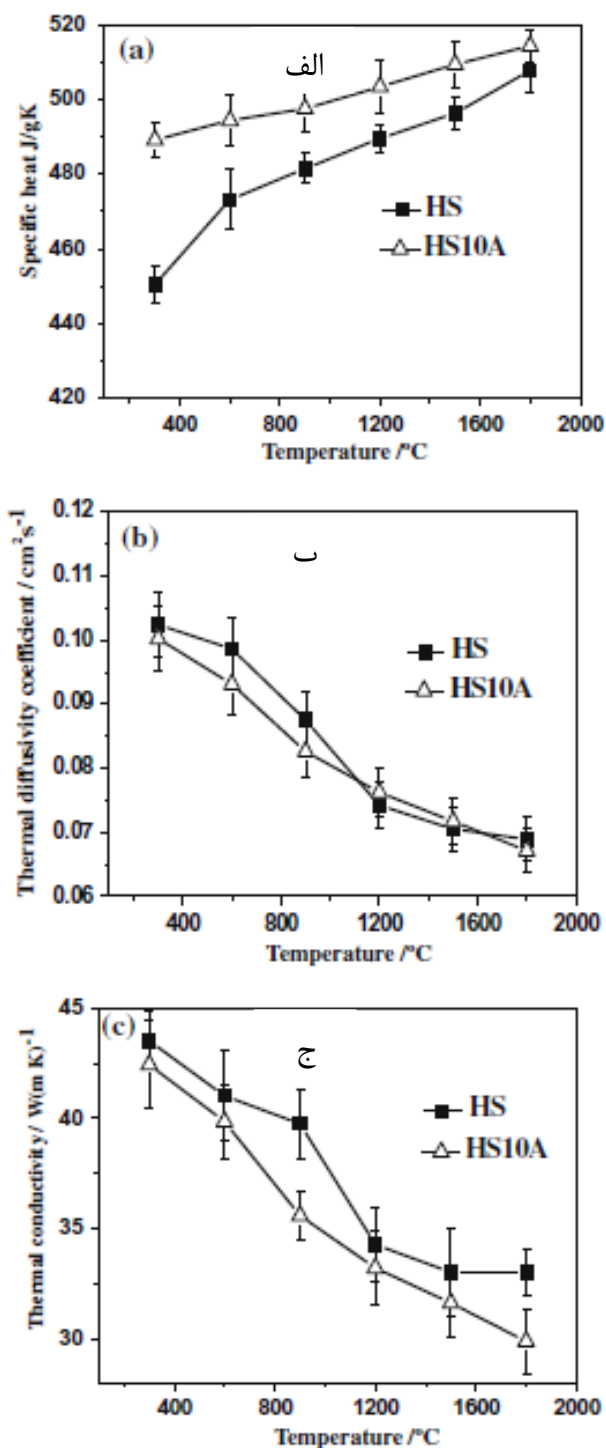 520
(a)
الف
500
Specific heat J/gK
480
HS
HS10A
460
440
420
400 800 1200 1600 2000
Temperature /ºC
0.12
(b)
ب
0.11
Thermal diffusivity coefficient / cm²s⁻¹
0.10
HS
HS10A
0.09
0.08
0.07
0.06
400 800 1200 1600 2000
Temperature /ºC
45
(c)
ج
Thermal conductivity/ W(m K)⁻¹
HS
40
HS10A
35
30
400 800 1200 1600 2000
Temperature /ºC